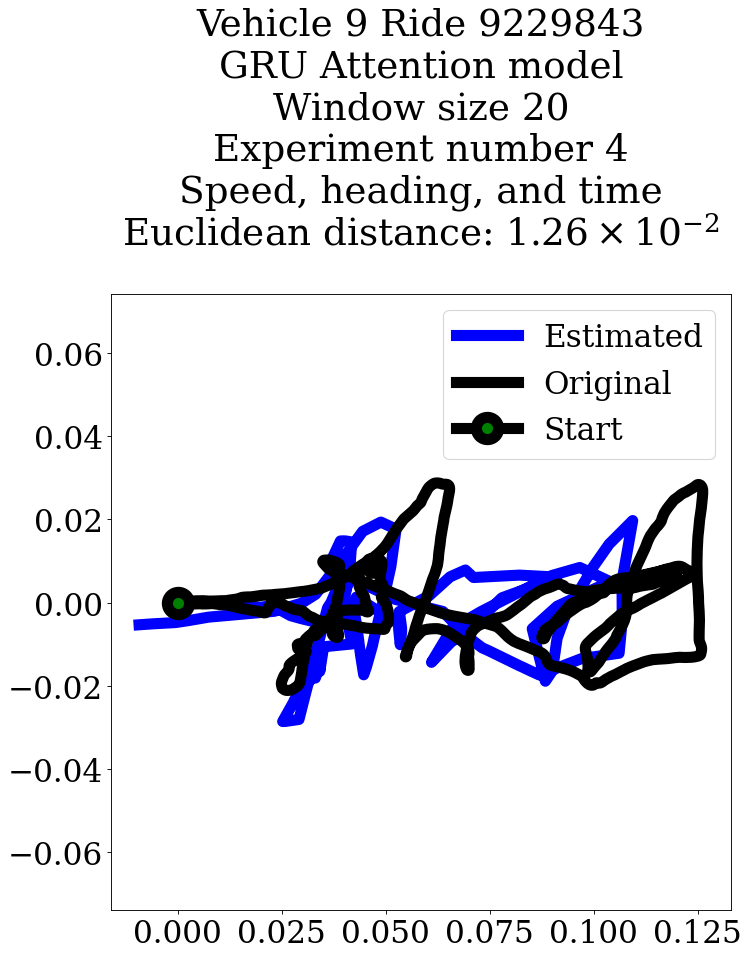 Vehicle 9 Ride 9229843
GRU Attention model
Window size 20
Experiment number 4
Speed, heading, and time
Euclidean distance: 1.26 × 10⁻²
Estimated
Original
Start
0.06
0.04
0.02
0.00
−0.02
−0.04
−0.06
0.000 0.025 0.050 0.075 0.100 0.125